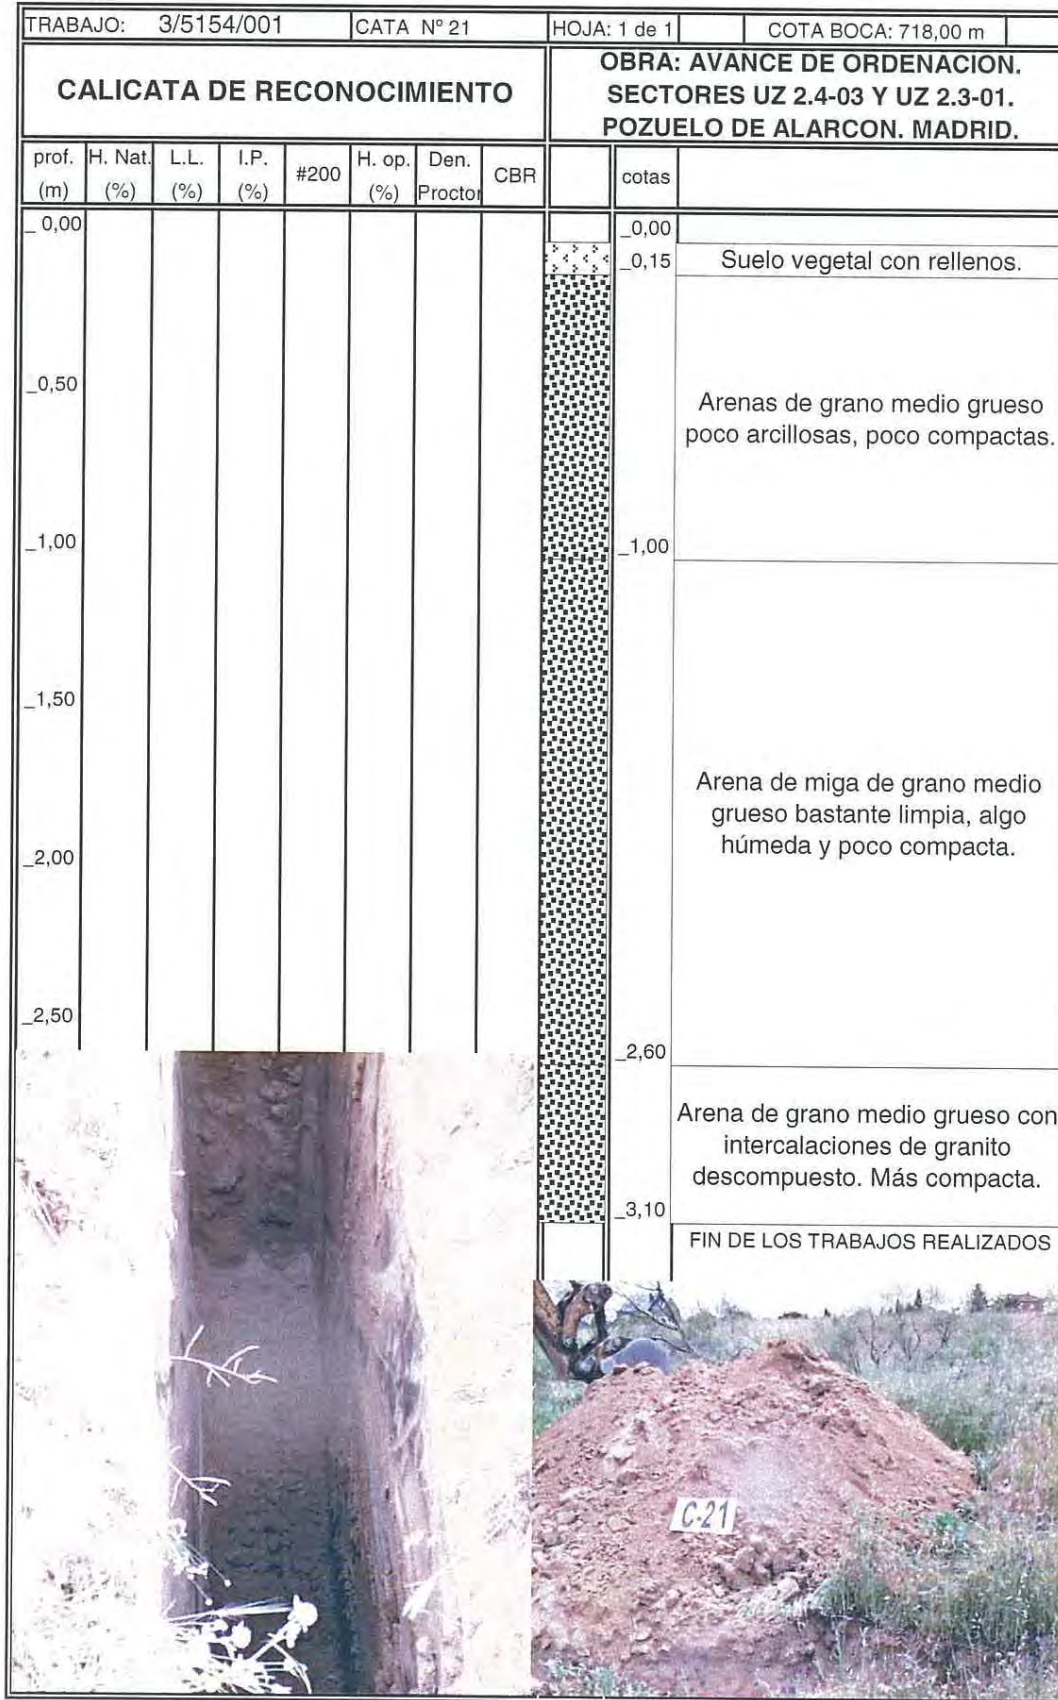 TRABAJO: 3/5154/001 CATA Nº 21 HOJA: 1 de 1 COTA BOCA: 718,00 m
CALICATA DE RECONOCIMIENTO
OBRA: AVANCE DE ORDENACION.
SECTORES UZ 2.4-03 Y UZ 2.3-01.
POZUELO DE ALARCON. MADRID.
prof. H. Nat. L.L. I.P. #200 H. op. Den. CBR cotas
(m) (%) (%) (%) (%) Proctor
_ 0,00 _0,00
_0,15 Suelo vegetal con rellenos.
_0,50
Arenas de grano medio grueso
poco arcillosas, poco compactas.
_1,00 _1,00
_1,50
Arena de miga de grano medio
grueso bastante limpia, algo
húmeda y poco compacta.
_2,00
_2,50
_2,60
Arena de grano medio grueso con
intercalaciones de granito
descompuesto. Más compacta.
_3,10
FIN DE LOS TRABAJOS REALIZADOS
C-21